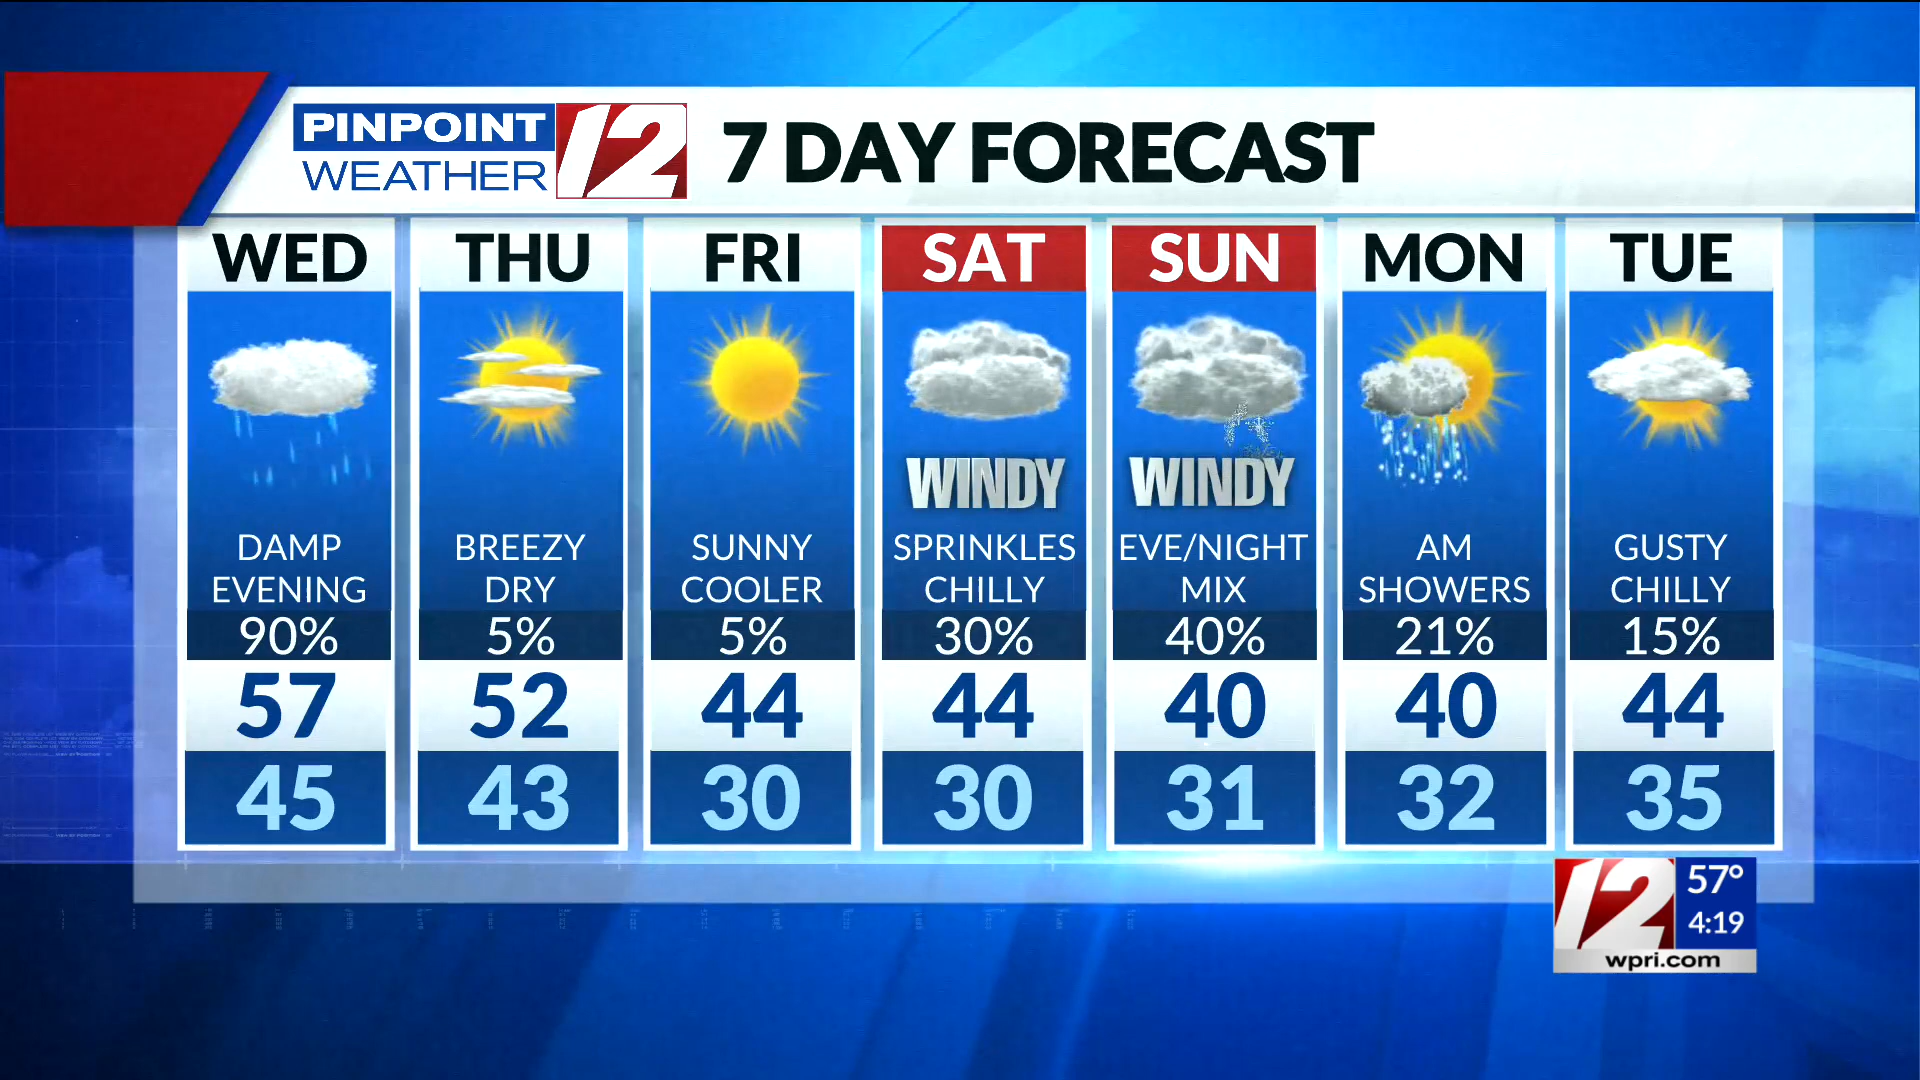 PINPOINT
WEATHER 12
7 DAY FORECAST
WED THU FRI SAT SUN MON TUE
WINDY WINDY
DAMP EVENING
BREEZY DRY
SUNNY COOLER
SPRINKLES CHILLY
EVE/NIGHT MIX
AM SHOWERS
GUSTY CHILLY
90% 5% 5% 30% 40% 21% 15%
57 52 44 44 40 40 44
45 43 30 30 31 32 35
12
57°
4:19
wpri.com